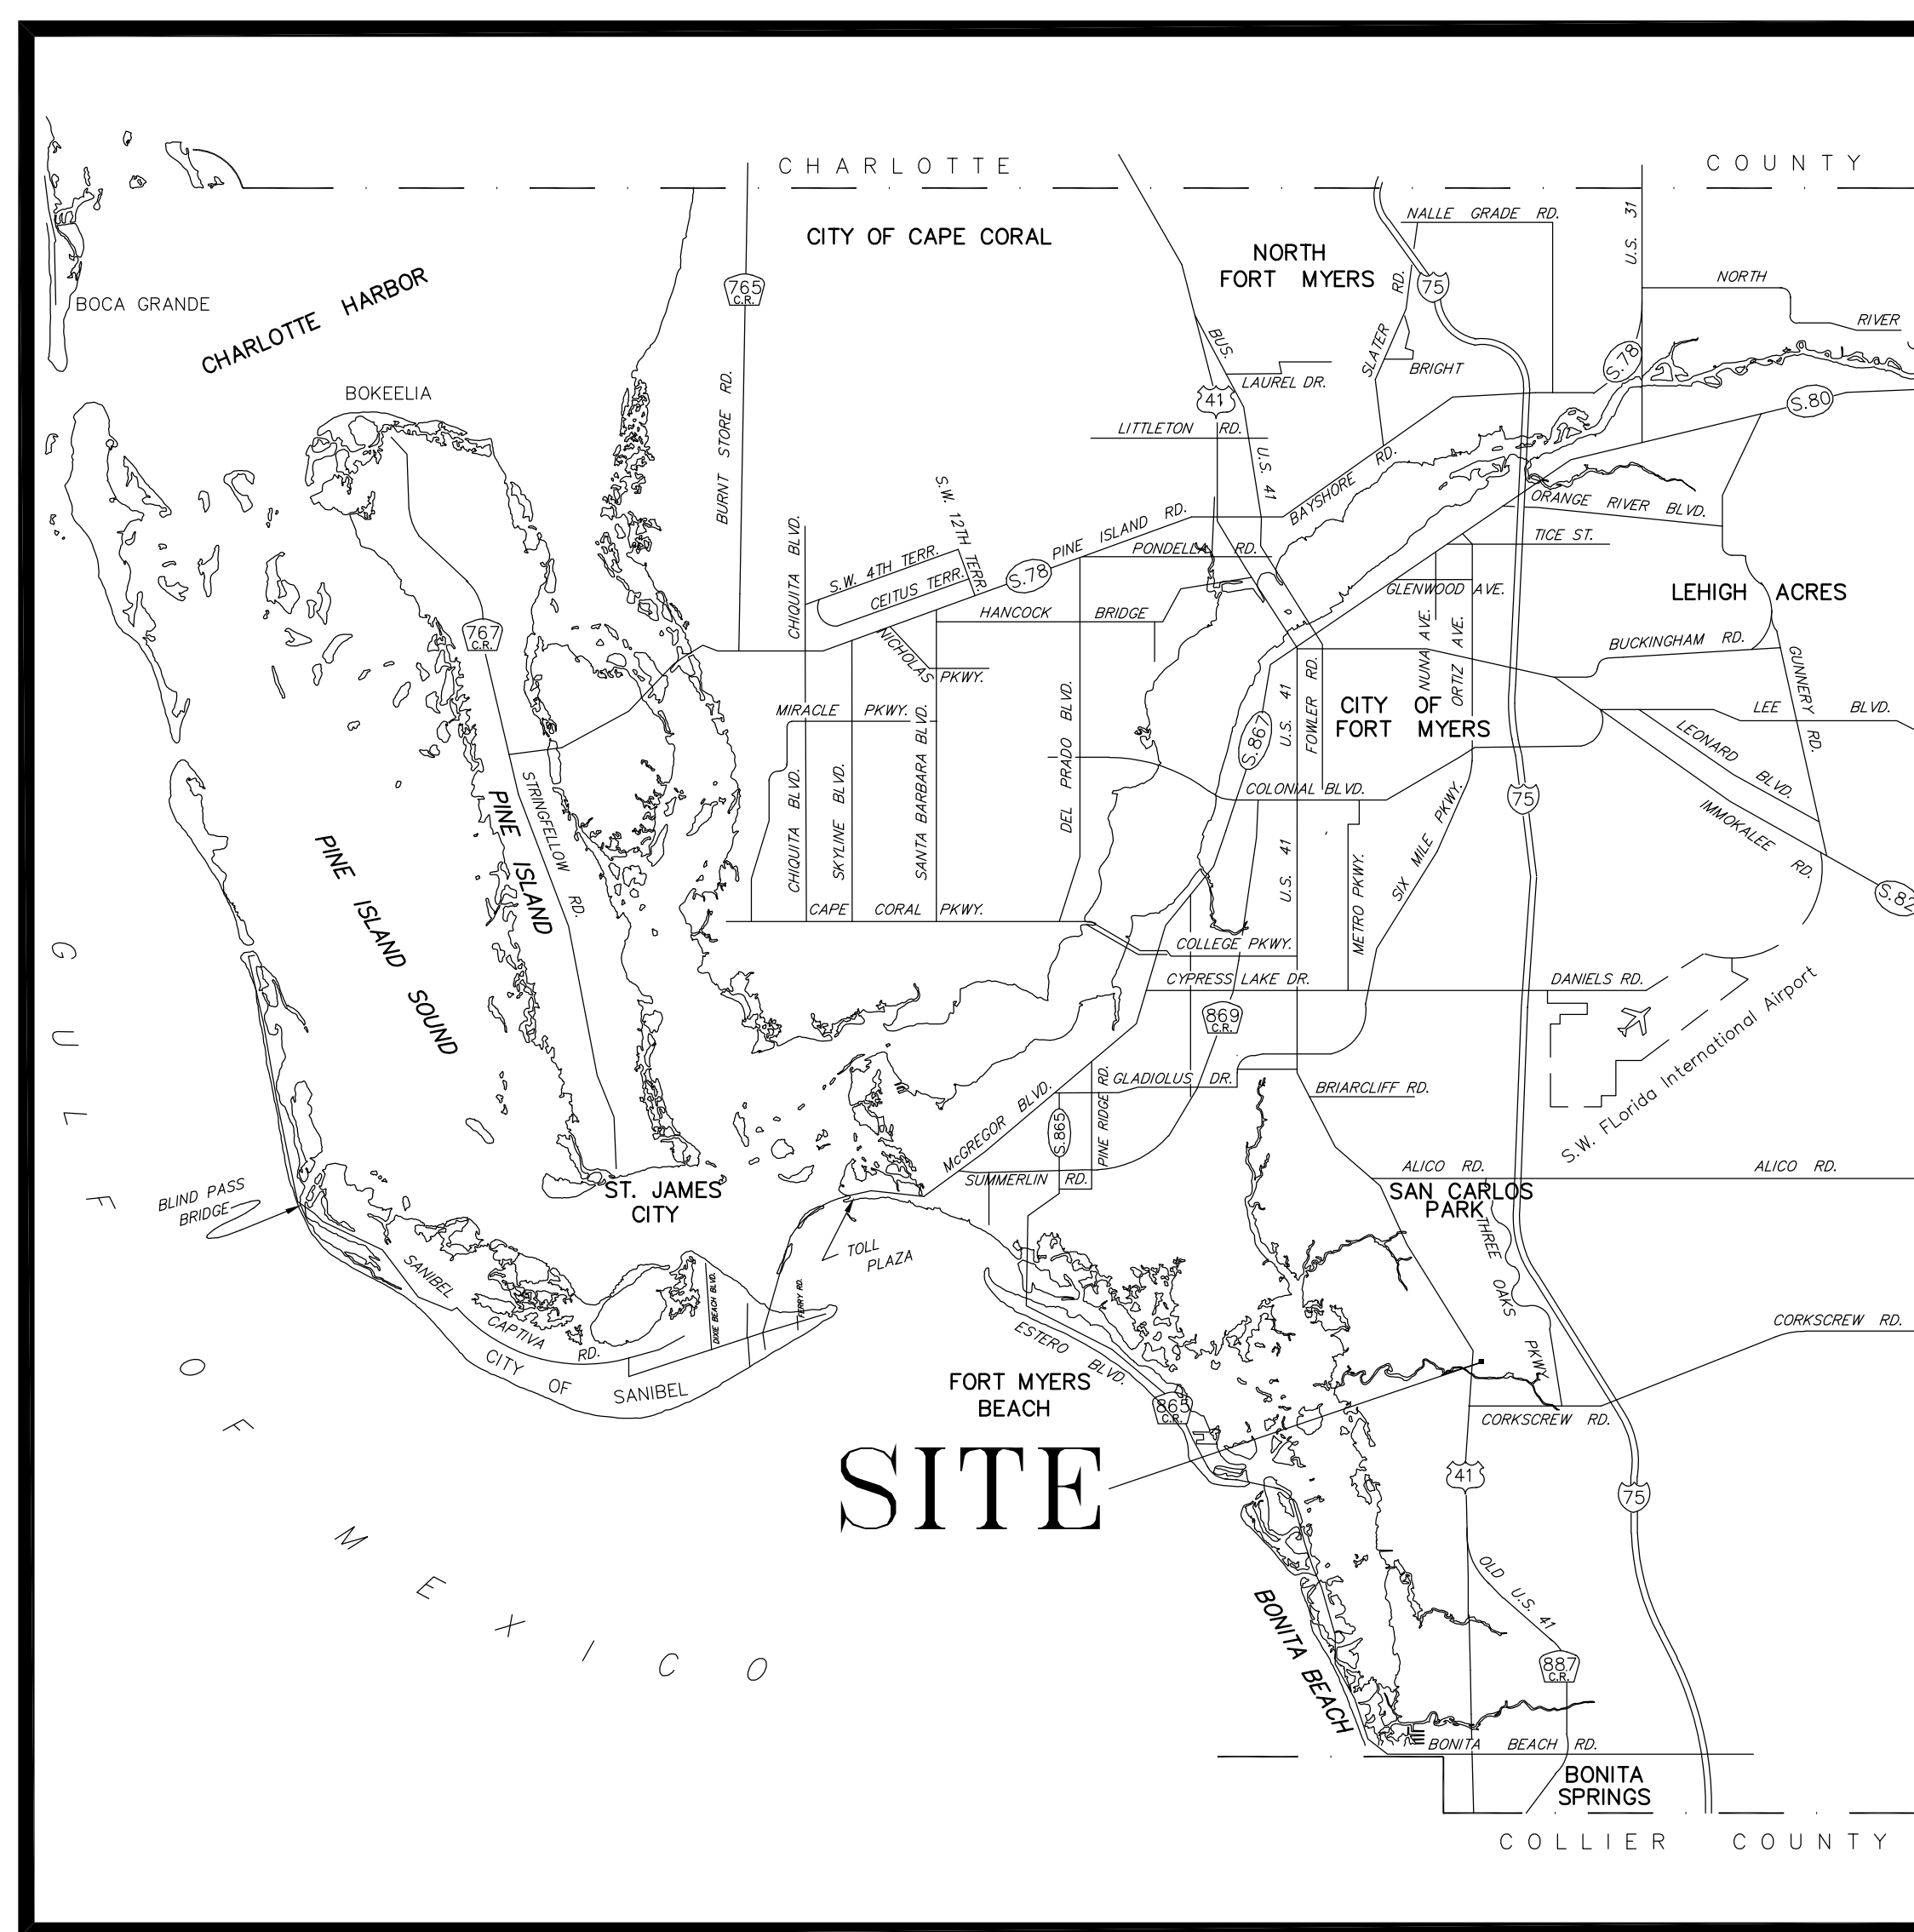 CHARLOTTE COUNTY
CITY OF CAPE CORAL
NORTH
FORT MYERS
NALLE GRADE RD.
U.S. 31
NORTH
RIVER
BOCA GRANDE
CHARLOTTE HARBOR
765
C.R.
75
SLATER RD.
BRIGHT
BUS.
41
LAUREL DR.
S.78
S.80
BOKEELIA
BURNT STORE RD.
LITTLETON RD.
U.S. 41
BAYSHORE RD.
ORANGE RIVER BLVD.
TICE ST.
S.W. 12TH TERR.
PINE ISLAND RD.
PONDELLA RD.
CHIQUITA BLVD.
S.W. 4TH TERR.
CEITUS TERR.
S.78
HANCOCK BRIDGE
GLENWOOD AVE.
LEHIGH ACRES
767
C.R.
NICHOLAS PKWY.
NUNA AVE.
ORTIZ AVE.
BUCKINGHAM RD.
GUNNERY RD.
MIRACLE PKWY.
DEL PRADO BLVD.
S.867
U.S. 41
FOWLER RD.
CITY OF
FORT MYERS
LEE BLVD.
LEONARD BLVD.
IMMOKALEE RD.
S.82
PINE ISLAND
STRINGFELLOW RD.
PINE ISLAND SOUND
CHIQUITA BLVD.
SKYLINE BLVD.
SANTA BARBARA BLVD.
COLONIAL BLVD.
75
U.S. 41
METRO PKWY.
SIX MILE PKWY.
CAPE CORAL PKWY.
COLLEGE PKWY.
CYPRESS LAKE DR.
DANIELS RD.
869
C.R.
S.W. FLorida International Airport
McGREGOR BLVD.
S.865
PINE RIDGE RD.
GLADIOLUS DR.
BRIARCLIFF RD.
SUMMERLIN RD.
ALICO RD.
ALICO RD.
SAN CARLOS
PARK
THREE OAKS PKWY.
BLIND PASS
BRIDGE
ST. JAMES
CITY
TOLL
PLAZA
SANIBEL
CAPTIVA RD.
DIXIE BEACH BLVD.
FERRY RD.
CITY OF SANIBEL
ESTERO BLVD.
FORT MYERS
BEACH
865
C.R.
CORKSCREW RD.
CORKSCREW RD.
SITE
41
75
OLD U.S. 41
GULF OF MEXICO
BONITA BEACH
887
C.R.
BONITA BEACH RD.
BONITA
SPRINGS
COLLIER COUNTY